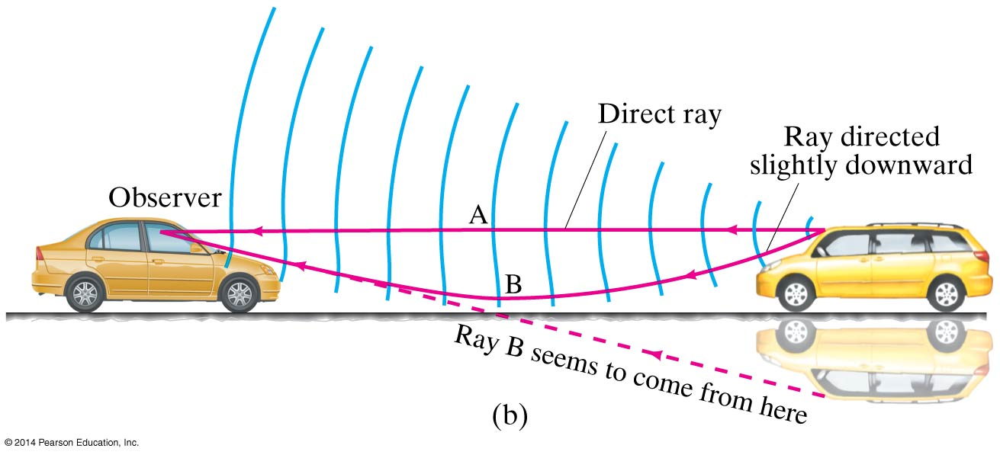 Direct ray
Ray directed
slightly downward
Observer
A
B
Ray B seems to come from here
(b)
© 2014 Pearson Education, Inc.